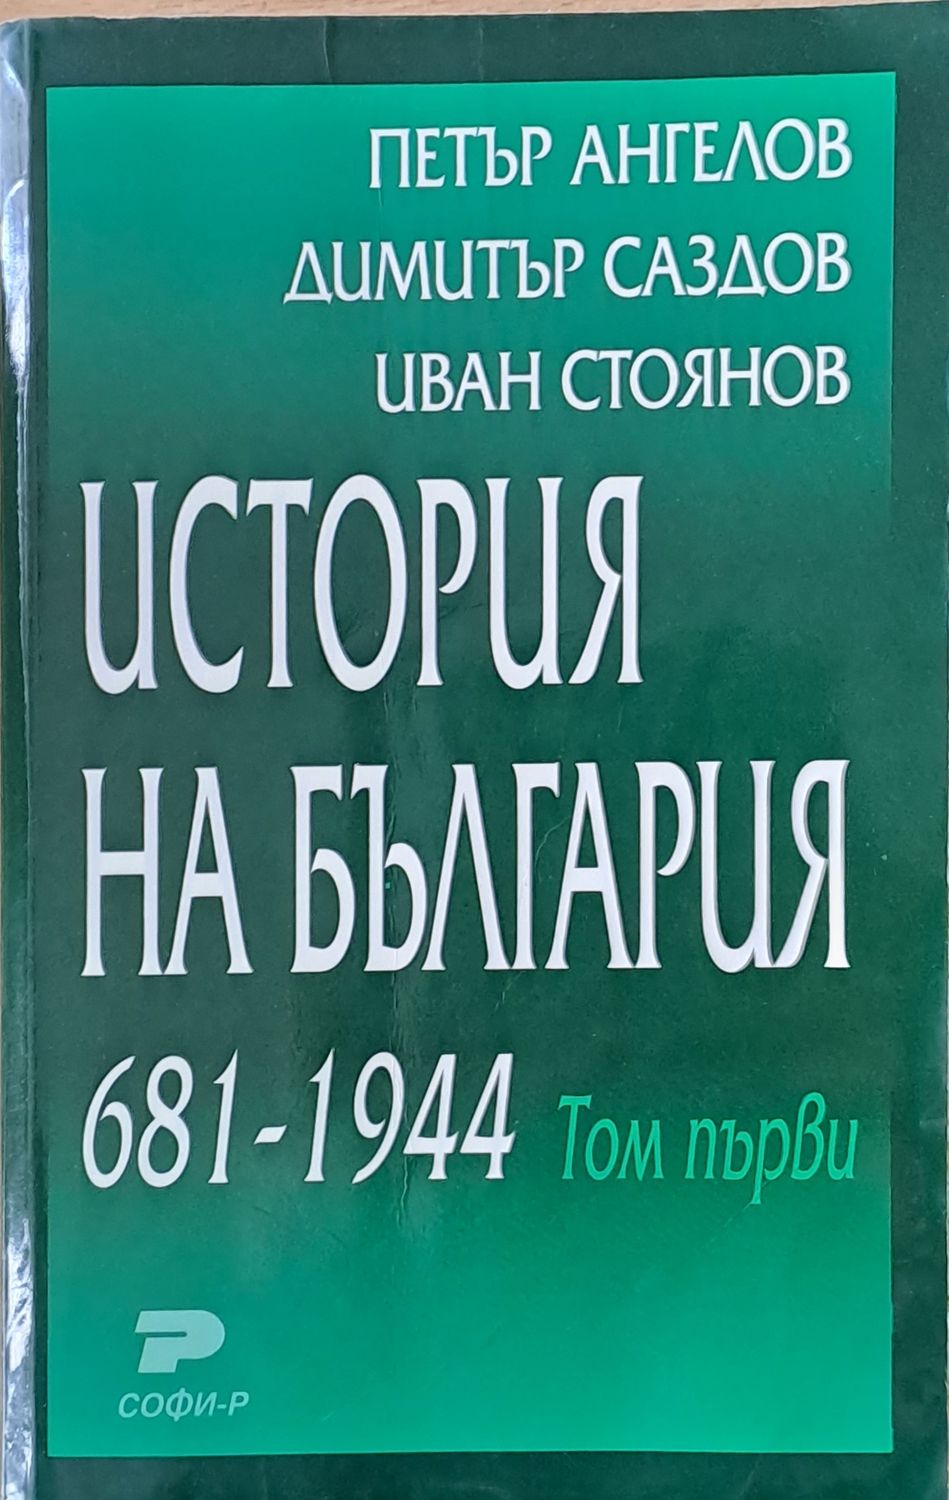 ПЕТЪР АНГЕЛОВ
ДИМИТЪР САЗДОВ
ИВАН СТОЯНОВ
ИСТОРИЯ
НА БЪЛГАРИЯ
681-1944 Том първи
СОФИ-Р